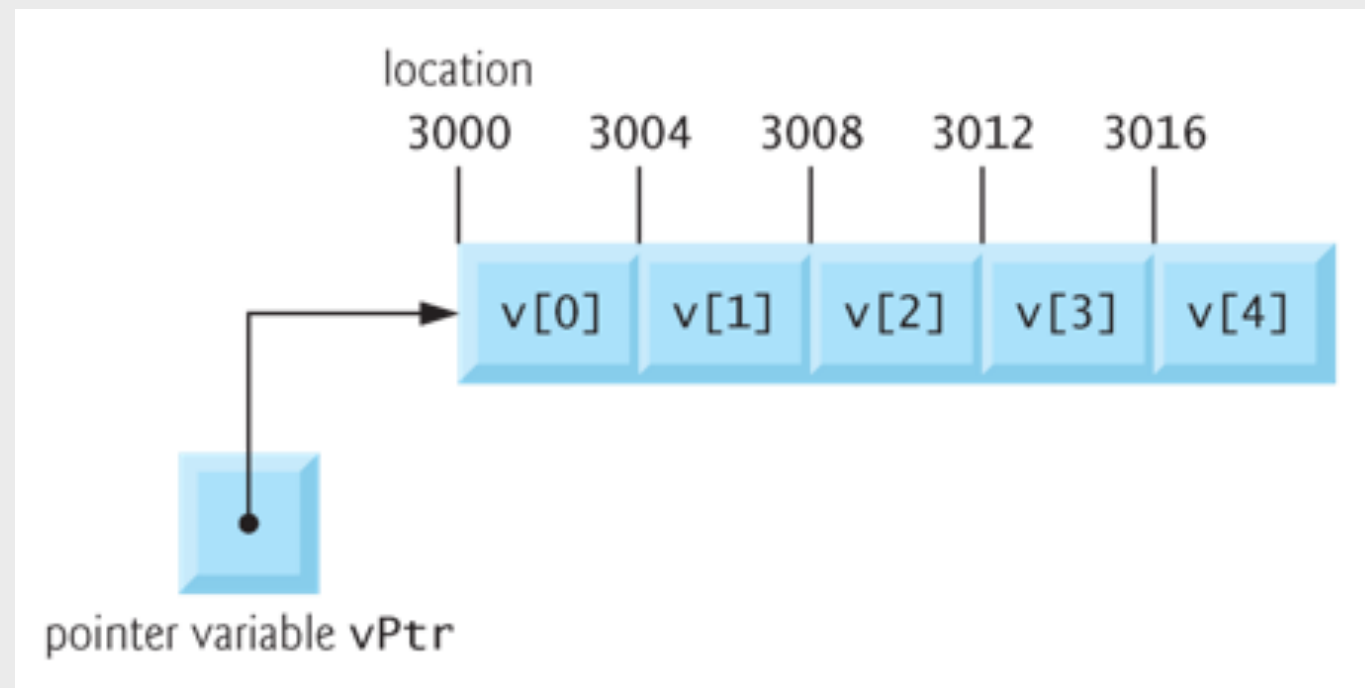 location
3000 3004 3008 3012 3016
v[0] v[1] v[2] v[3] v[4]
pointer variable vPtr